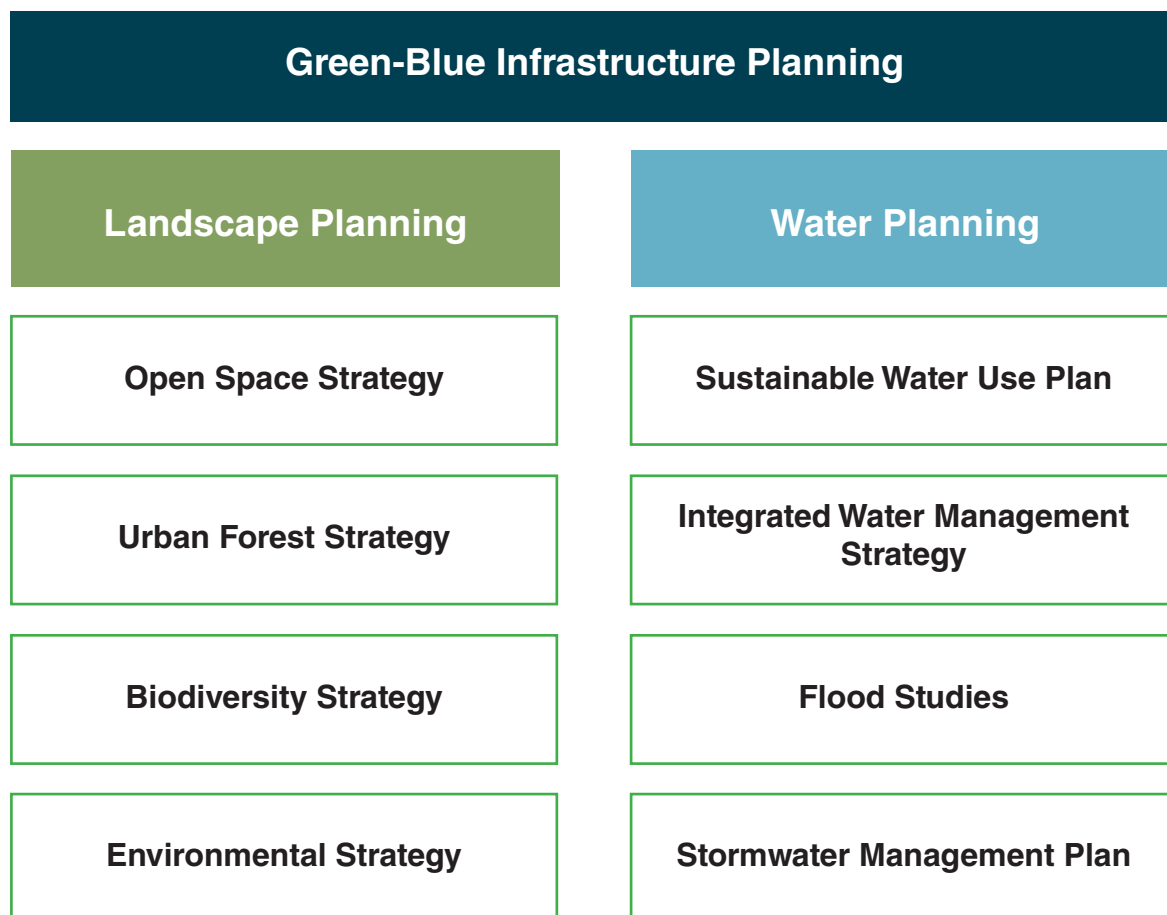 Green-Blue Infrastructure Planning
Landscape Planning
Water Planning
Open Space Strategy
Sustainable Water Use Plan
Urban Forest Strategy
Integrated Water Management
Strategy
Biodiversity Strategy
Flood Studies
Environmental Strategy
Stormwater Management Plan